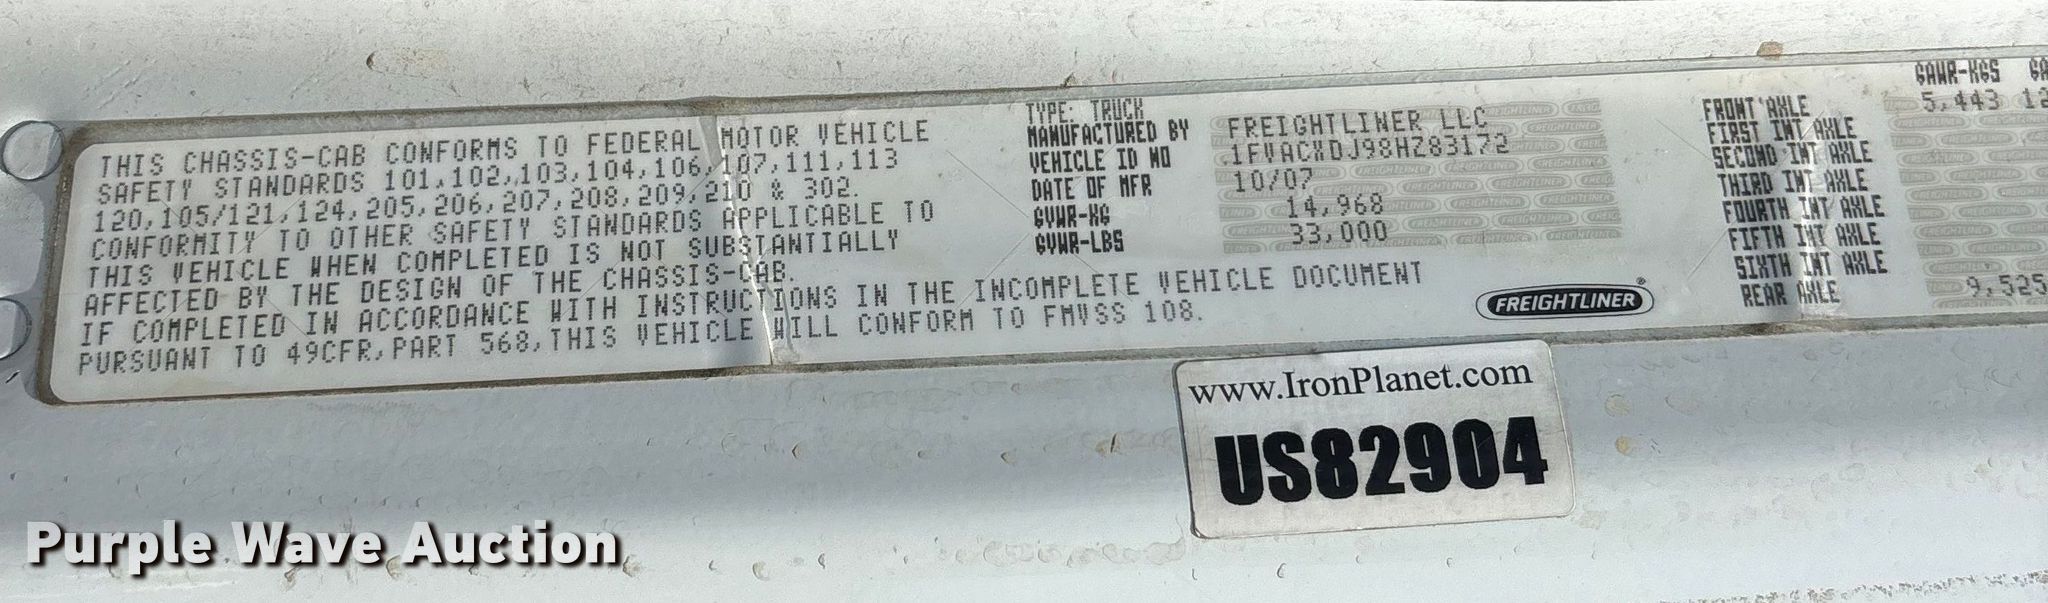 THIS CHASSIS-CAB CONFORMS TO FEDERAL MOTOR VEHICLE
SAFETY STANDARDS 101,102,103,104,106,107,111,113
120,105/121,124,205,206,207,208,209,210 & 302.
CONFORMITY TO OTHER SAFETY STANDARDS APPLICABLE TO
THIS VEHICLE WHEN COMPLETED IS NOT SUBSTANTIALLY
AFFECTED BY THE DESIGN OF THE CHASSIS-CAB.
IF COMPLETED IN ACCORDANCE WITH INSTRUCTIONS IN THE INCOMPLETE VEHICLE DOCUMENT
PURSUANT TO 49CFR,PART 568,THIS VEHICLE WILL CONFORM TO FMVSS 108.
TYPE: TRUCK
MANUFACTURED BY FREIGHTLINER LLC
VEHICLE ID NO 1FVACXDJ98HZ83172
DATE OF MFR 10/07
GVWR-KG 14,968
GVWR-LBS 33,000
FREIGHTLINER®
GAWR-KGS GA
FRONT AXLE 5,443 12
FIRST INT AXLE
SECOND INT AXLE
THIRD INT AXLE
FOURTH INT AXLE
FIFTH INT AXLE
SIXTH INT AXLE
REAR AXLE 9,525
www.IronPlanet.com
US82904
Purple Wave Auction